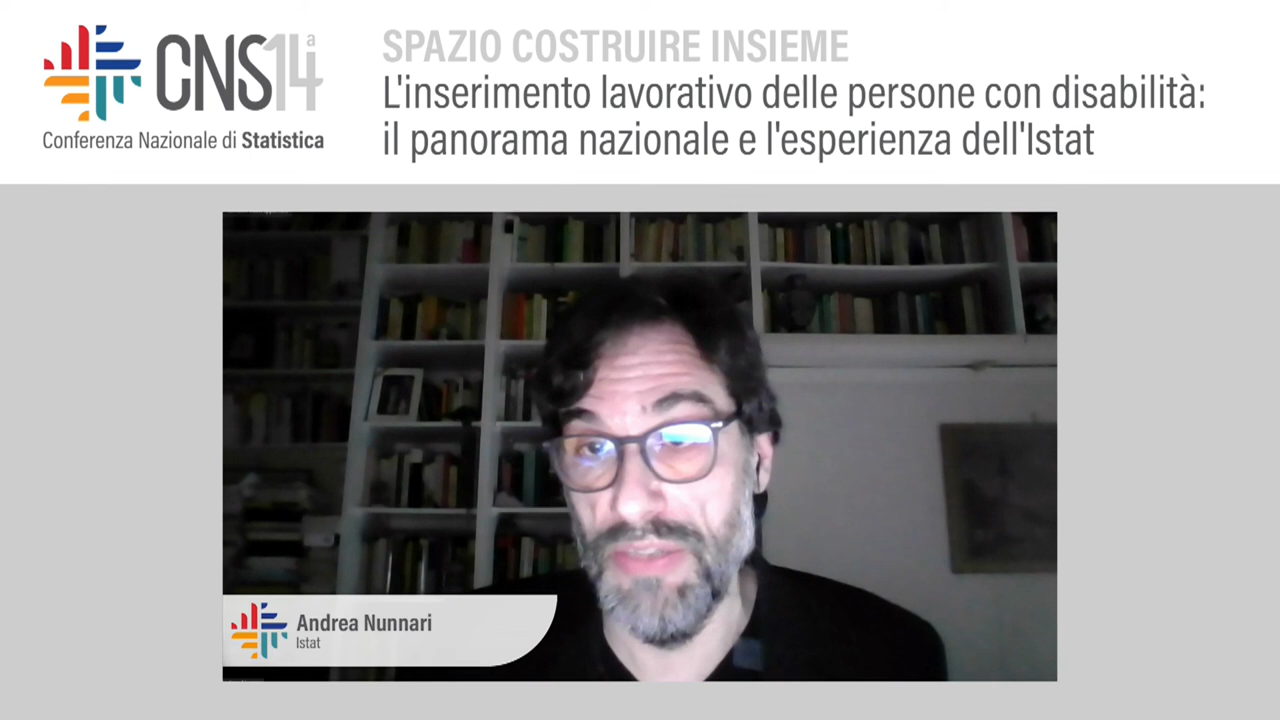 CNS14ª
Conferenza Nazionale di Statistica
SPAZIO COSTRUIRE INSIEME
L'inserimento lavorativo delle persone con disabilità:
il panorama nazionale e l'esperienza dell'Istat
Andrea Nunnari
Istat